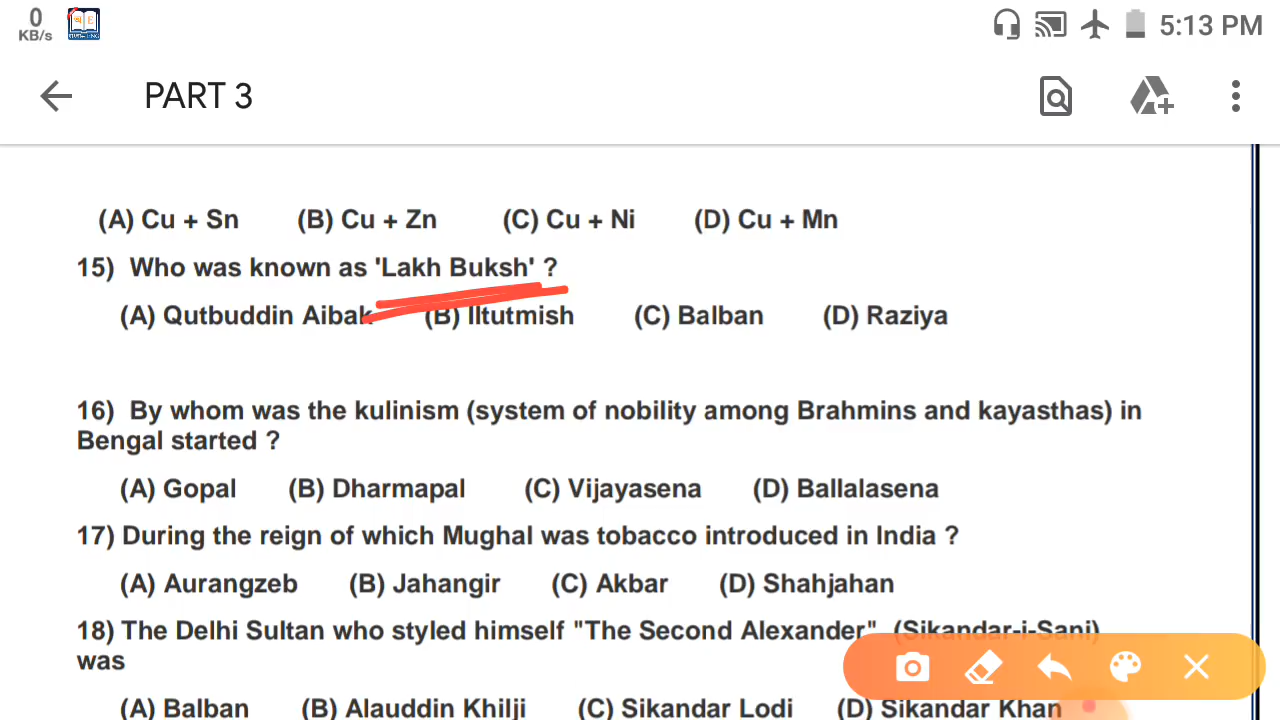 0
KB/s
5:13 PM
PART 3
(A) Cu + Sn (B) Cu + Zn (C) Cu + Ni (D) Cu + Mn
15) Who was known as 'Lakh Buksh' ?
(A) Qutbuddin Aibak (B) Iltutmish (C) Balban (D) Raziya
16) By whom was the kulinism (system of nobility among Brahmins and kayasthas) in
Bengal started ?
(A) Gopal (B) Dharmapal (C) Vijayasena (D) Ballalasena
17) During the reign of which Mughal was tobacco introduced in India ?
(A) Aurangzeb (B) Jahangir (C) Akbar (D) Shahjahan
18) The Delhi Sultan who styled himself "The Second Alexander" (Sikandar-i-Sani)
was
(A) Balban (B) Alauddin Khilji (C) Sikandar Lodi (D) Sikandar Khan